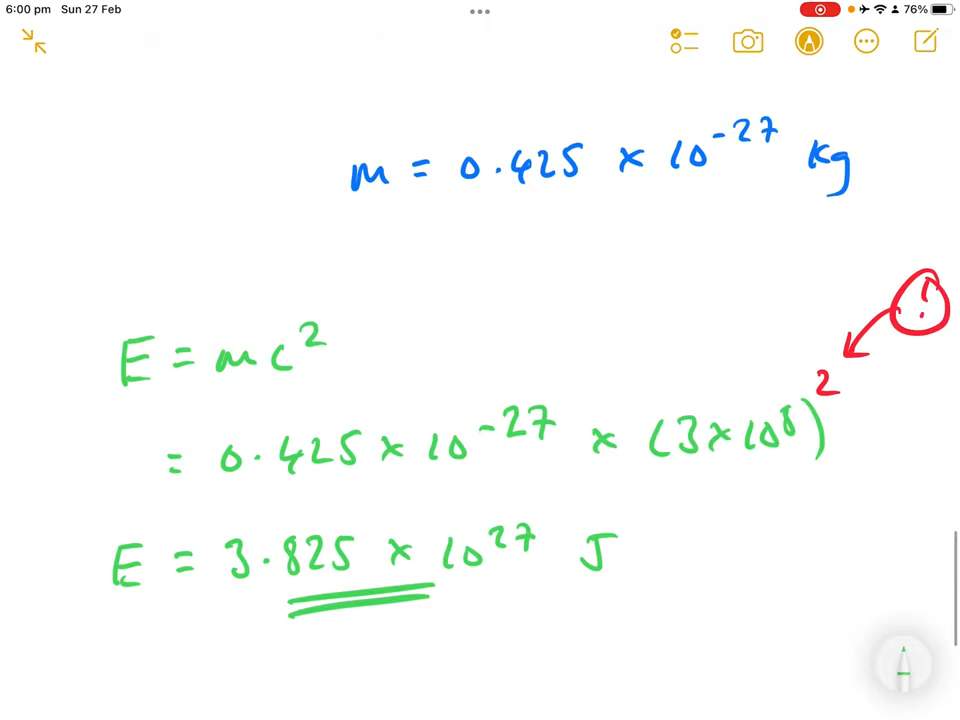 6:00 pm Sun 27 Feb 76%
m = 0.425 × 10⁻²⁷ kg
!
E = mc²
= 0.425 × 10⁻²⁷ × (3 × 10⁸)²
E = 3.825 × 10²⁷ J